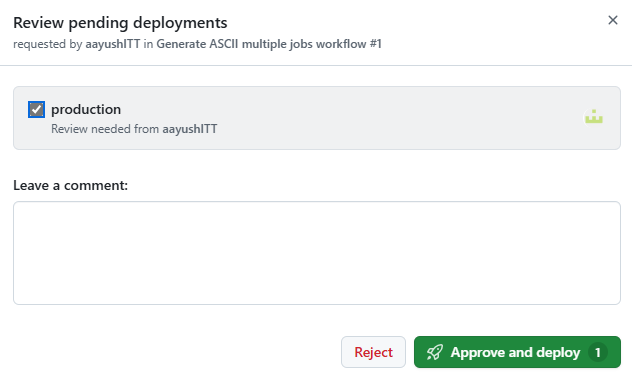 Review pending deployments
requested by aayushITT in Generate ASCII multiple jobs workflow #1
production
Review needed from aayushITT
Leave a comment:
Reject
Approve and deploy 1